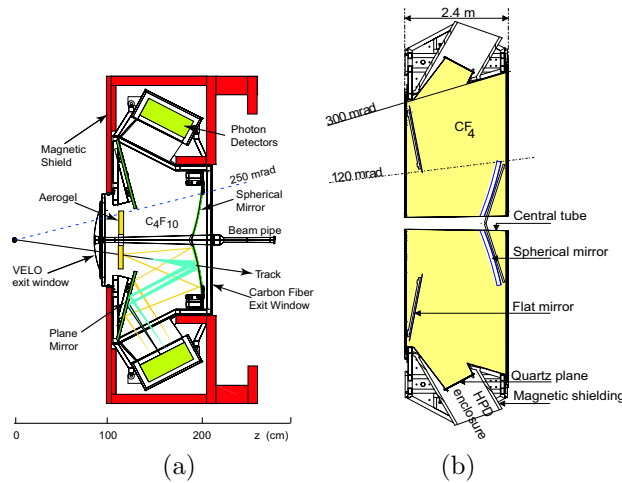 Magnetic
Shield
Aerogel
VELO
exit window
Plane
Mirror
C4F10
Photon
Detectors
250 mrad
Spherical
Mirror
Beam pipe
Track
Carbon Fiber
Exit Window
0 100 200 z (cm)
(a)
2.4 m
300 mrad
CF4
120 mrad
Central tube
Spherical mirror
Flat mirror
Quartz plane
Magnetic shielding
HPD
enclosure
(b)